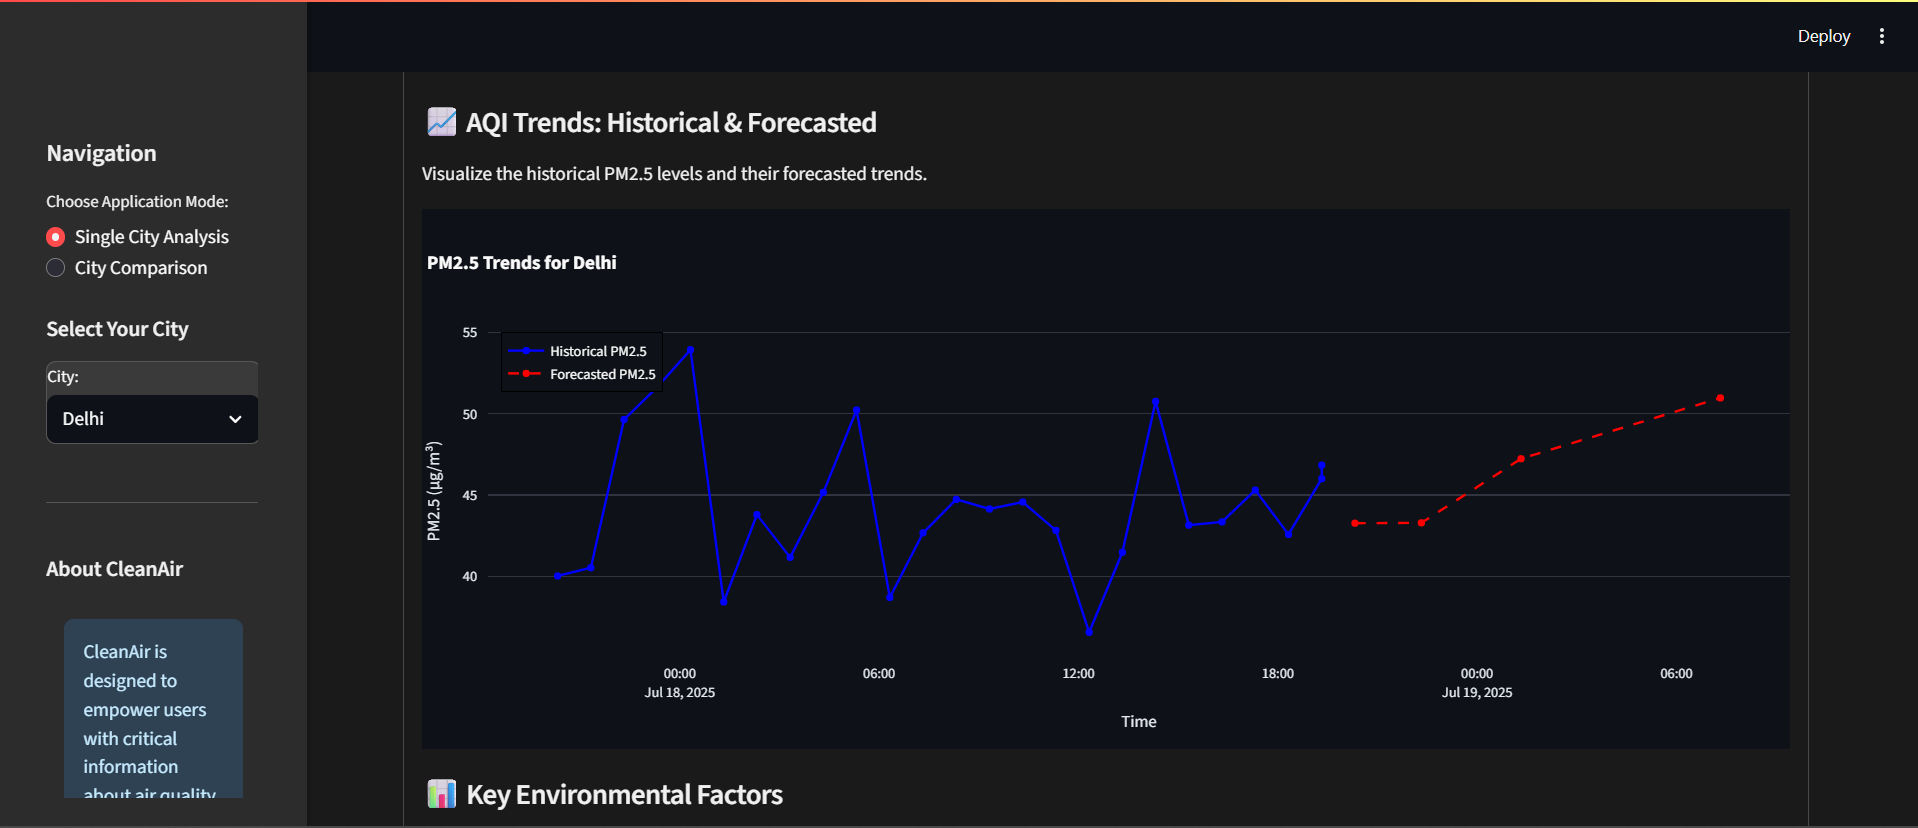 Deploy
Navigation
Choose Application Mode:
Single City Analysis
City Comparison
Select Your City
City:
Delhi
About CleanAir
CleanAir is
designed to
empower users
with critical
information
about air quality
AQI Trends: Historical & Forecasted
Visualize the historical PM2.5 levels and their forecasted trends.
PM2.5 Trends for Delhi
Historical PM2.5
Forecasted PM2.5
PM2.5 (µg/m³)
55
50
45
40
00:00
Jul 18, 2025
06:00
12:00
18:00
00:00
Jul 19, 2025
06:00
Time
Key Environmental Factors